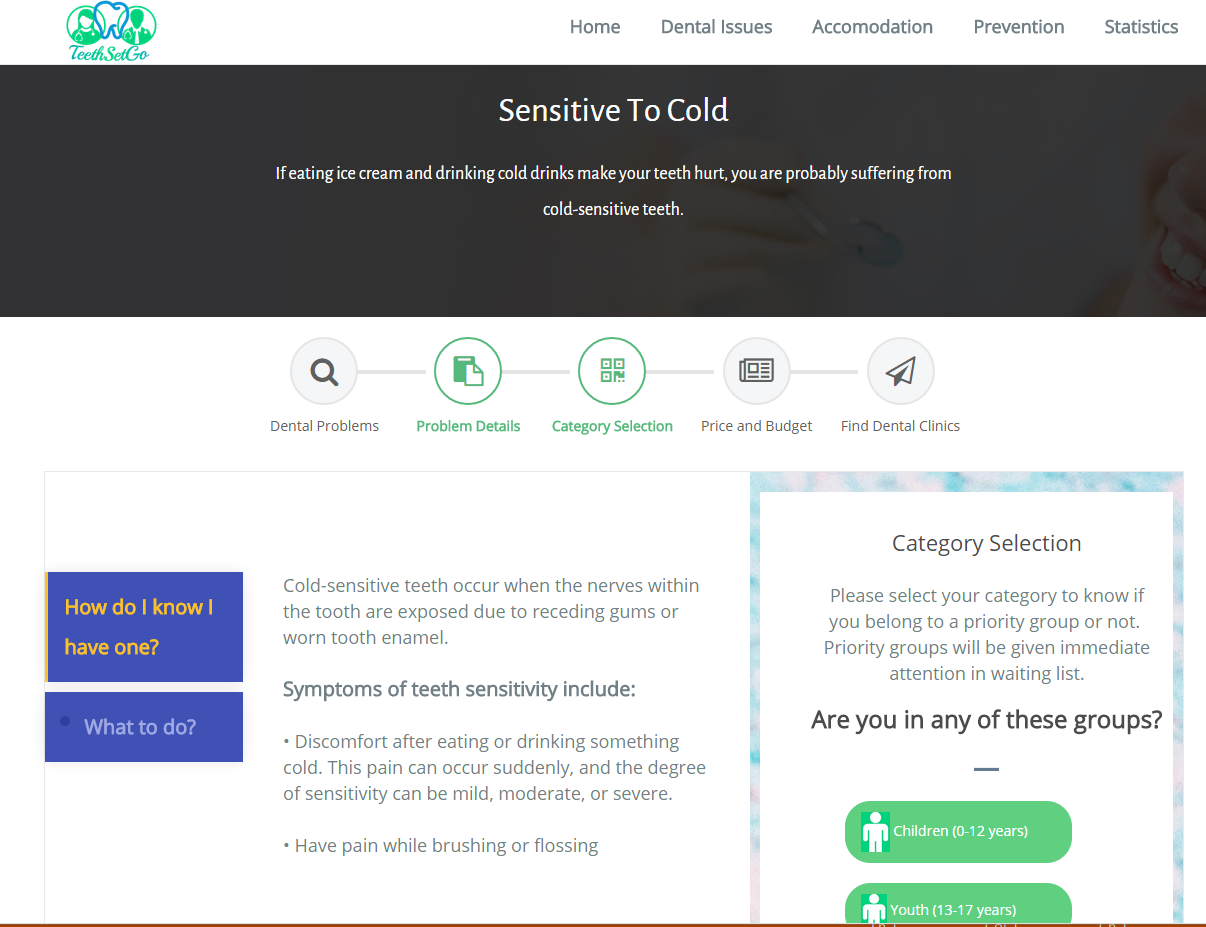 TeethSetGo
Home Dental Issues Accomodation Prevention Statistics
Sensitive To Cold
If eating ice cream and drinking cold drinks make your teeth hurt, you are probably suffering from
cold-sensitive teeth.
Dental Problems Problem Details Category Selection Price and Budget Find Dental Clinics
How do I know I
have one?
What to do?
Cold-sensitive teeth occur when the nerves within
the tooth are exposed due to receding gums or
worn tooth enamel.
Symptoms of teeth sensitivity include:
• Discomfort after eating or drinking something
cold. This pain can occur suddenly, and the degree
of sensitivity can be mild, moderate, or severe.
• Have pain while brushing or flossing
Category Selection
Please select your category to know if
you belong to a priority group or not.
Priority groups will be given immediate
attention in waiting list.
Are you in any of these groups?
Children (0-12 years)
Youth (13-17 years)